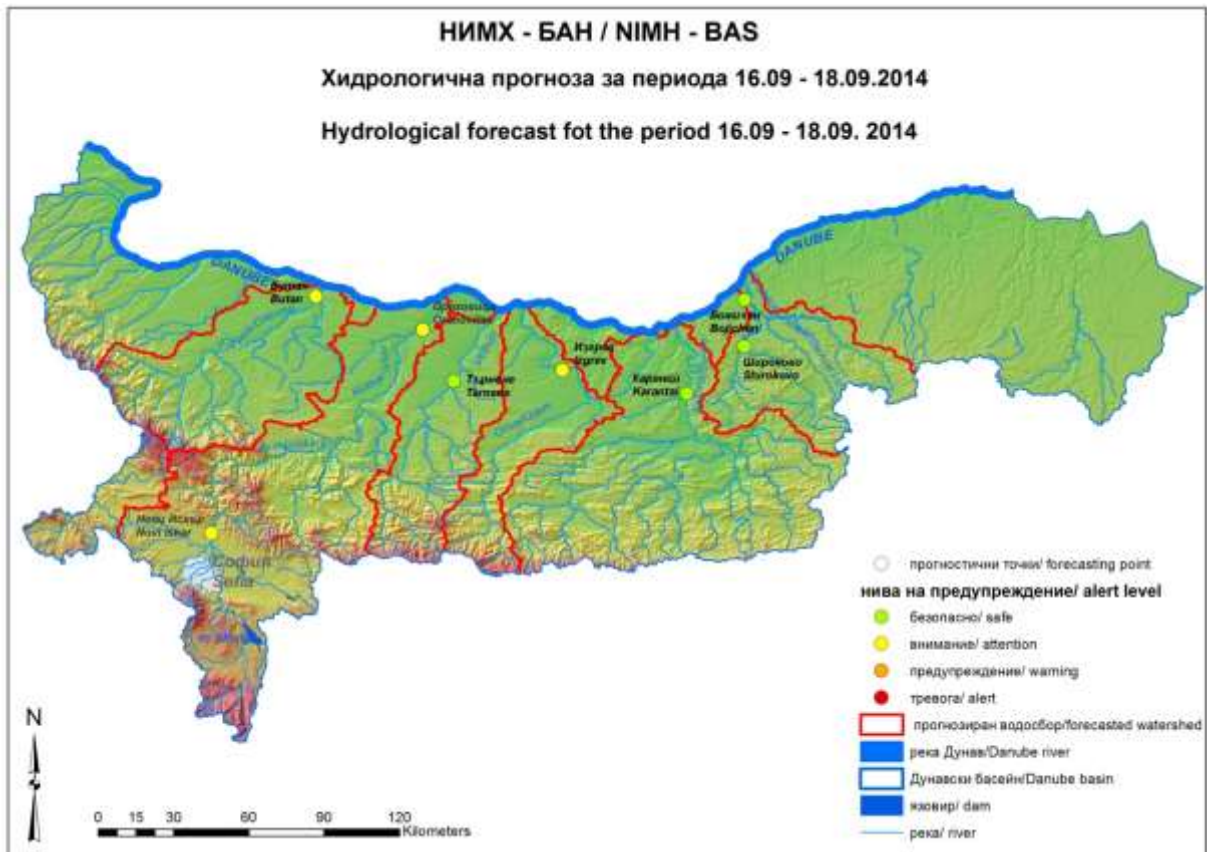 НИМХ - БАН / NIMH - BAS
Хидрологична прогноза за периода 16.09 - 18.09.2014
Hydrological forecast fot the period 16.09 - 18.09. 2014
DANUBE
DANUBE
Butan
Изгрев
Izgrev
Търнене
Tarnene
Каранци
Karantsi
Широково
Shirokovo
Нови Искър
Novi Iskar
София
Sofia
прогностични точки/ forecasting point
нива на предупреждение/ alert level
безопасно/ safe
внимание/ attention
предупреждение/ warning
тревога/ alert
прогнозиран водосбор/forecasted watershed
река Дунав/Danube river
Дунавски басейн/Danube basin
язовир/ dam
река/ river
N
0 15 30 60 90 120
Kilometers